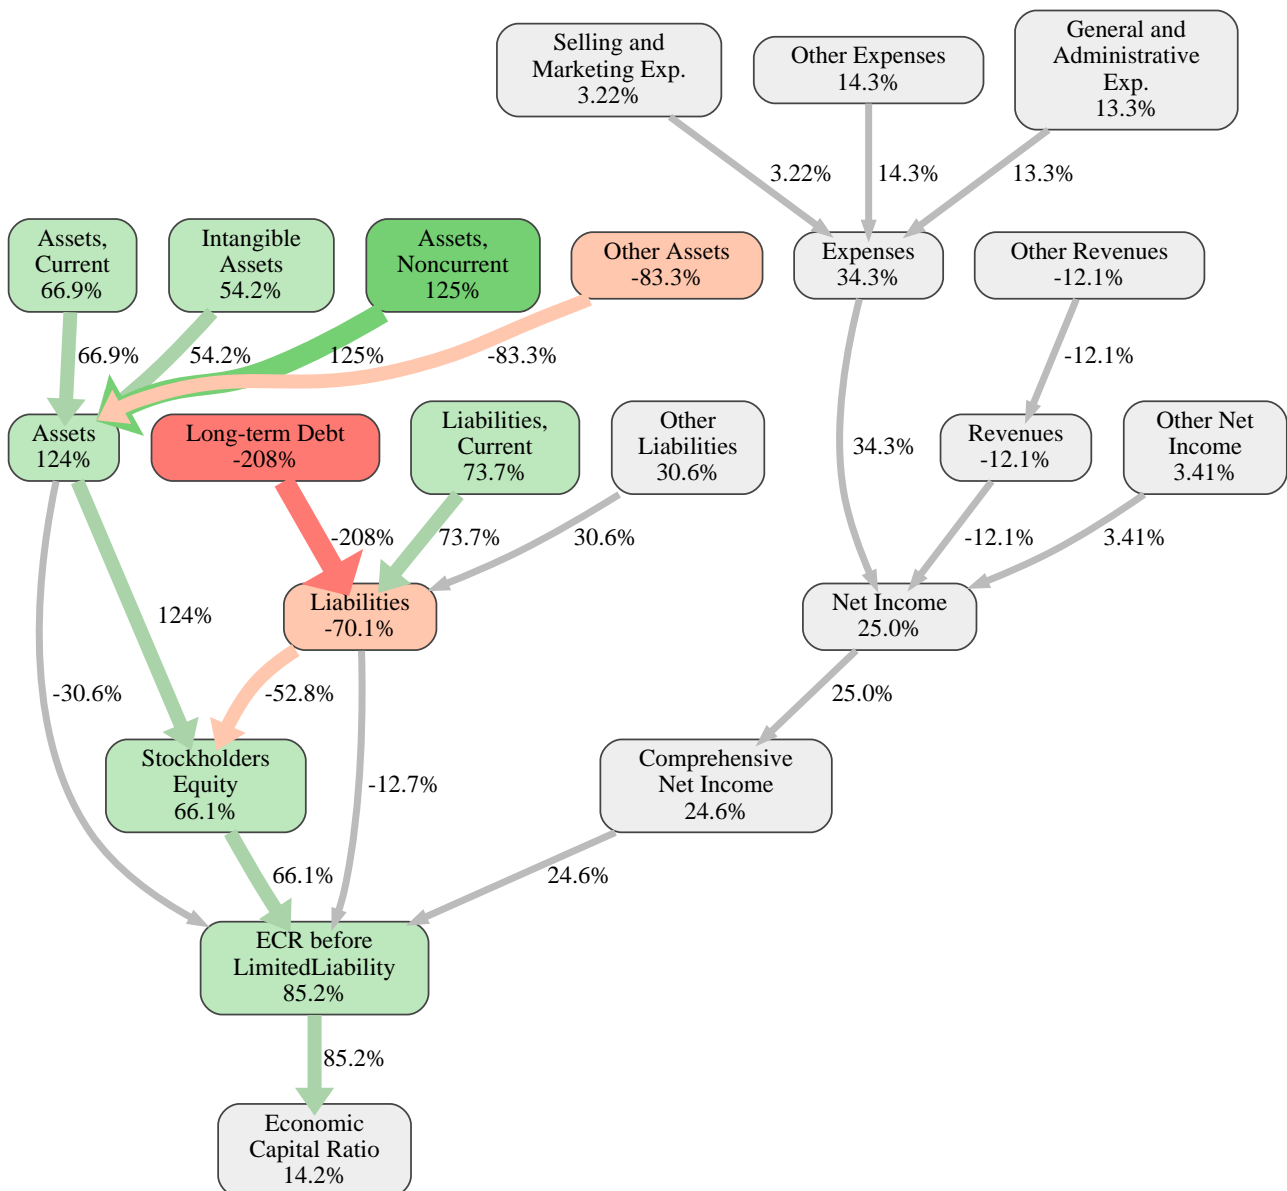 Selling and
Marketing Exp.
3.22%
Other Expenses
14.3%
General and
Administrative
Exp.
13.3%
3.22%
14.3%
13.3%
Assets,
Current
66.9%
Intangible
Assets
54.2%
Assets,
Noncurrent
125%
Other Assets
-83.3%
Expenses
34.3%
Other Revenues
-12.1%
66.9%
54.2%
125%
-83.3%
-12.1%
Assets
124%
Long-term Debt
-208%
Liabilities,
Current
73.7%
Other
Liabilities
30.6%
34.3%
Revenues
-12.1%
Other Net
Income
3.41%
-208%
73.7%
30.6%
-12.1%
3.41%
124%
Liabilities
-70.1%
Net Income
25.0%
-30.6%
-52.8%
25.0%
Stockholders
Equity
66.1%
-12.7%
Comprehensive
Net Income
24.6%
66.1%
24.6%
ECR before
LimitedLiability
85.2%
85.2%
Economic
Capital Ratio
14.2%